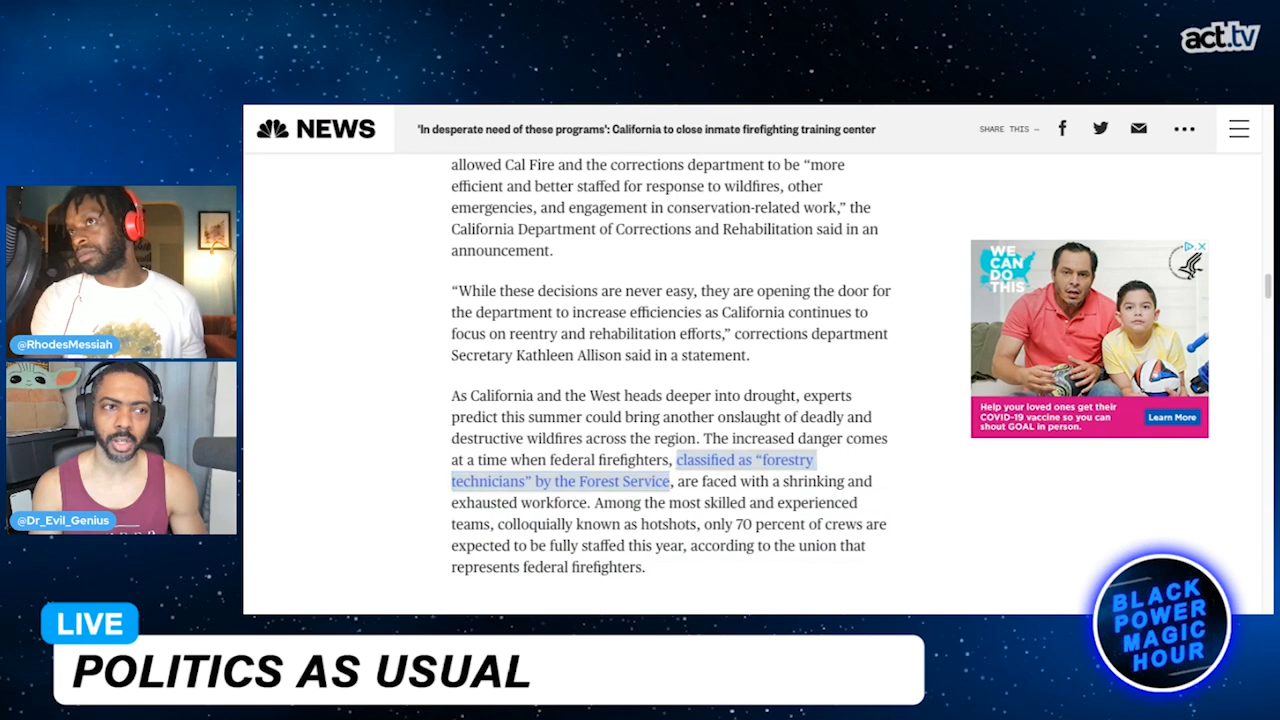 act.tv
NEWS
'In desperate need of these programs': California to close inmate firefighting training center
SHARE THIS —
allowed Cal Fire and the corrections department to be “more
efficient and better staffed for response to wildfires, other
emergencies, and engagement in conservation-related work,” the
California Department of Corrections and Rehabilitation said in an
announcement.
“While these decisions are never easy, they are opening the door for
the department to increase efficiencies as California continues to
focus on reentry and rehabilitation efforts,” corrections department
Secretary Kathleen Allison said in a statement.
As California and the West heads deeper into drought, experts
predict this summer could bring another onslaught of deadly and
destructive wildfires across the region. The increased danger comes
at a time when federal firefighters, classified as “forestry
technicians” by the Forest Service, are faced with a shrinking and
exhausted workforce. Among the most skilled and experienced
teams, colloquially known as hotshots, only 70 percent of crews are
expected to be fully staffed this year, according to the union that
represents federal firefighters.
WE
CAN DO
THIS
Help your loved ones get their
COVID-19 vaccine so you can
shout GOAL in person.
Learn More
@RhodesMessiah
@Dr_Evil_Genius
LIVE
POLITICS AS USUAL
BLACK
POWER
MAGIC
HOUR